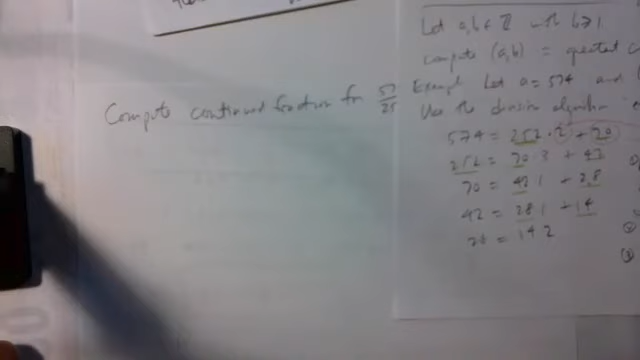 Compute continued fraction for 57/25
Let a, b ∈ ℤ with b ≥ 1
compute (a,b) = greatest
Example Let a = 574 and
Use the division algorithm
574 = 252·2 + 70
252 = 70·3 + 42
70 = 42·1 + 28
42 = 28·1 + 14
28 = 14·2